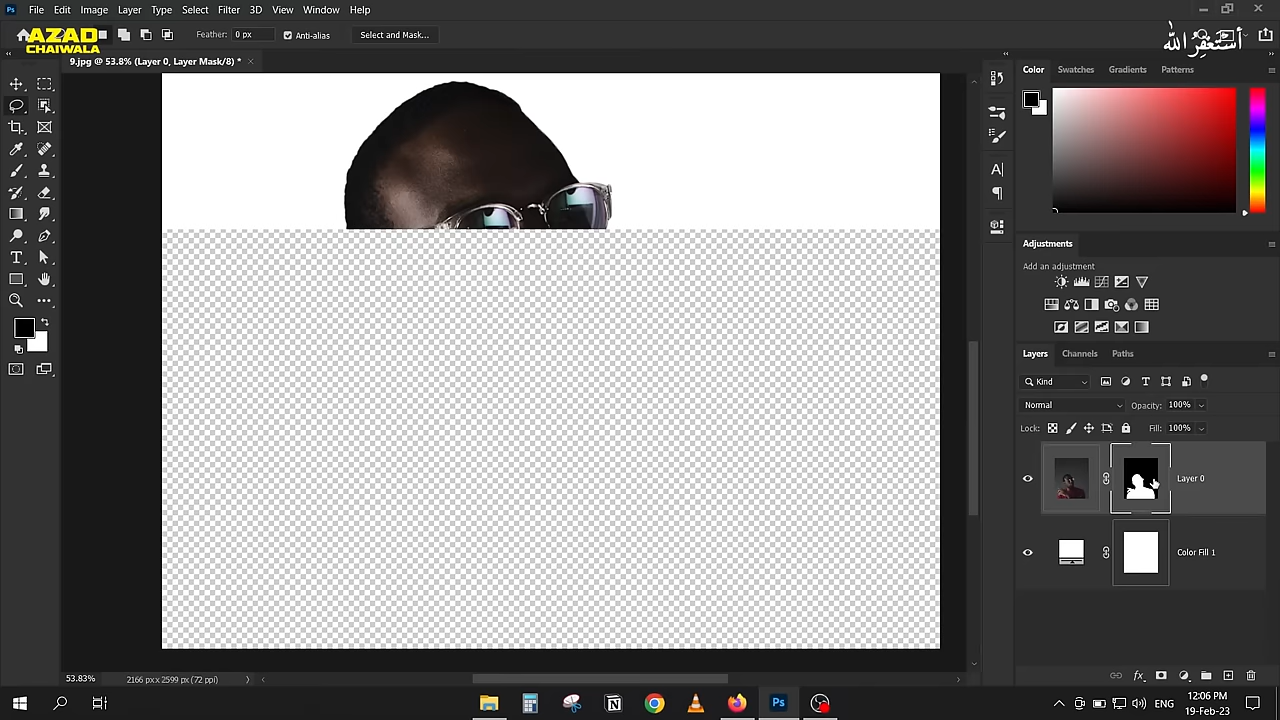 File Edit Image Layer Type Select Filter 3D View Window Help
AZAD
CHAIWALA
Feather: 0 px Anti-alias Select and Mask...
أستغفر الله
9.jpg @ 53.8% (Layer 0, Layer Mask/8) *
Color Swatches Gradients Patterns
Adjustments
Add an adjustment
Layers Channels Paths
Kind
Normal Opacity: 100%
Lock: Fill: 100%
Layer 0
Color Fill 1
53.83% 2166 px x 2599 px (72 ppi)
ENG 12:06 PM
19-Feb-23